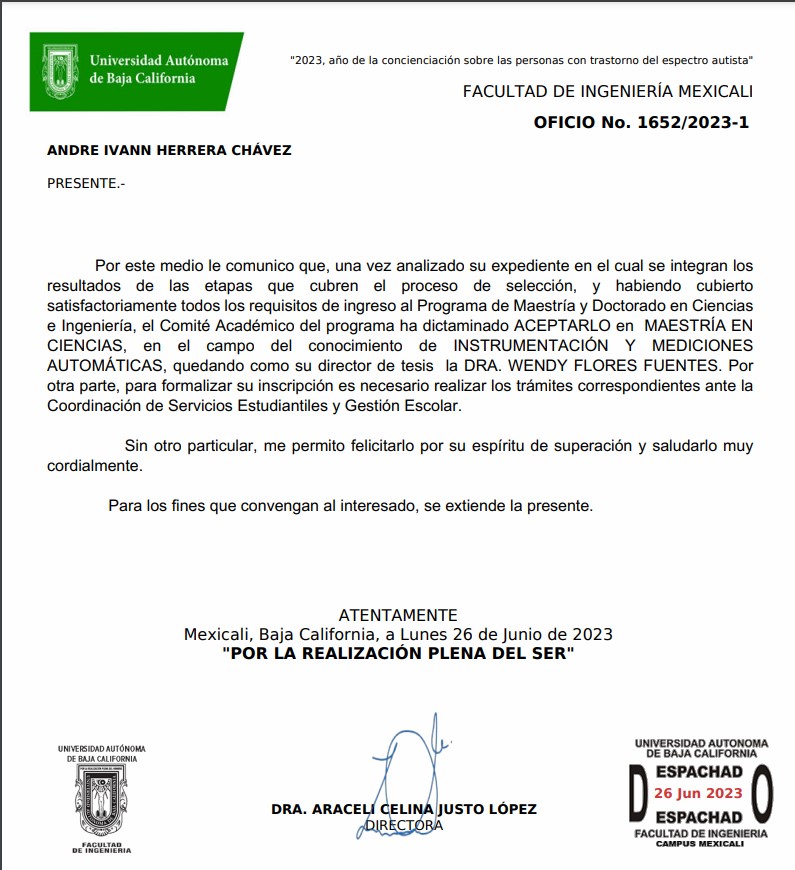 Universidad Autónoma
de Baja California
"2023, año de la concienciación sobre las personas con trastorno del espectro autista"
FACULTAD DE INGENIERÍA MEXICALI
OFICIO No. 1652/2023-1
ANDRE IVANN HERRERA CHÁVEZ
PRESENTE.-
Por este medio le comunico que, una vez analizado su expediente en el cual se integran los
resultados de las etapas que cubren el proceso de selección, y habiendo cubierto
satisfactoriamente todos los requisitos de ingreso al Programa de Maestría y Doctorado en Ciencias
e Ingeniería, el Comité Académico del programa ha dictaminado ACEPTARLO en MAESTRÍA EN
CIENCIAS, en el campo del conocimiento de INSTRUMENTACIÓN Y MEDICIONES
AUTOMÁTICAS, quedando como su director de tesis la DRA. WENDY FLORES FUENTES. Por
otra parte, para formalizar su inscripción es necesario realizar los trámites correspondientes ante la
Coordinación de Servicios Estudiantiles y Gestión Escolar.
Sin otro particular, me permito felicitarlo por su espíritu de superación y saludarlo muy
cordialmente.
Para los fines que convengan al interesado, se extiende la presente.
ATENTAMENTE
Mexicali, Baja California, a Lunes 26 de Junio de 2023
"POR LA REALIZACIÓN PLENA DEL SER"
UNIVERSIDAD AUTÓNOMA
DE BAJA CALIFORNIA
FACULTAD
DE INGENIERÍA
DRA. ARACELI CELINA JUSTO LÓPEZ
DIRECTORA
UNIVERSIDAD AUTONOMA
DE BAJA CALIFORNIA
D ESPACHAD O
26 Jun 2023
ESPACHAD
FACULTAD DE INGENIERIA
CAMPUS MEXICALI